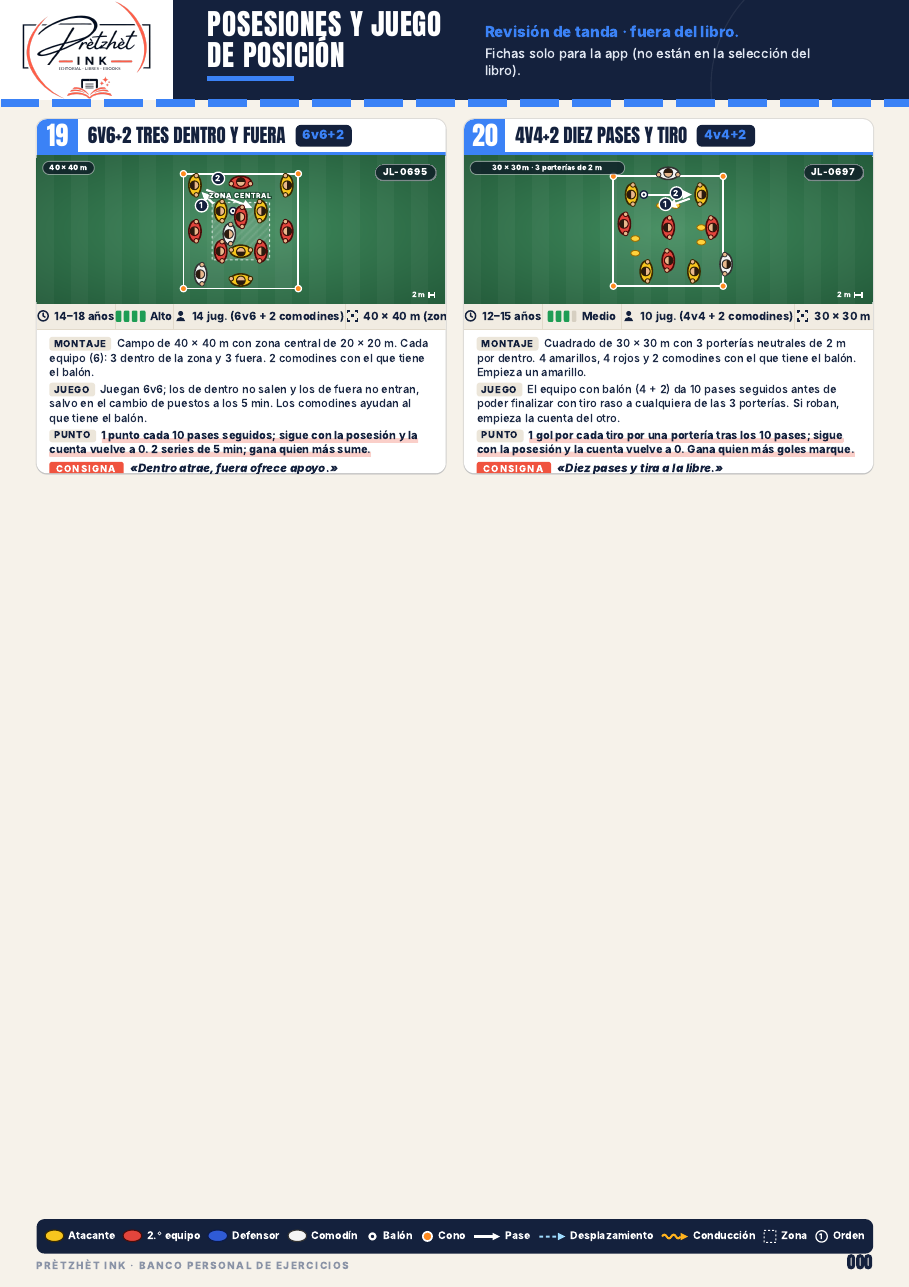 Prètzhèt
INK
EDITORIAL · LIBROS · EBOOKS
POSESIONES Y JUEGO
DE POSICIÓN
Revisión de tanda · fuera del libro.
Fichas solo para la app (no están en la selección del
libro).
19 6V6+2 TRES DENTRO Y FUERA 6v6+2
40 × 40 m
JL-0695
2
ZONA CENTRAL
1
2 m
14–18 años Alto 14 jug. (6v6 + 2 comodines) 40 × 40 m (zon
MONTAJE Campo de 40 × 40 m con zona central de 20 × 20 m. Cada
equipo (6): 3 dentro de la zona y 3 fuera. 2 comodines con el que tiene
el balón.
JUEGO Juegan 6v6; los de dentro no salen y los de fuera no entran,
salvo en el cambio de puestos a los 5 min. Los comodines ayudan al
que tiene el balón.
PUNTO 1 punto cada 10 pases seguidos; sigue con la posesión y la
cuenta vuelve a 0. 2 series de 5 min; gana quien más sume.
CONSIGNA «Dentro atrae, fuera ofrece apoyo.»
20 4V4+2 DIEZ PASES Y TIRO 4v4+2
30 × 30 m · 3 porterías de 2 m
JL-0697
2
1
2 m
12–15 años Medio 10 jug. (4v4 + 2 comodines) 30 × 30 m
MONTAJE Cuadrado de 30 × 30 m con 3 porterías neutrales de 2 m
por dentro. 4 amarillos, 4 rojos y 2 comodines con el que tiene el balón.
Empieza un amarillo.
JUEGO El equipo con balón (4 + 2) da 10 pases seguidos antes de
poder finalizar con tiro raso a cualquiera de las 3 porterías. Si roban,
empieza la cuenta del otro.
PUNTO 1 gol por cada tiro por una portería tras los 10 pases; sigue
con la posesión y la cuenta vuelve a 0. Gana quien más goles marque.
CONSIGNA «Diez pases y tira a la libre.»
Atacante 2.º equipo Defensor Comodín Balón Cono Pase Desplazamiento Conducción Zona 1 Orden
PRÈTZHÈT INK · BANCO PERSONAL DE EJERCICIOS
000